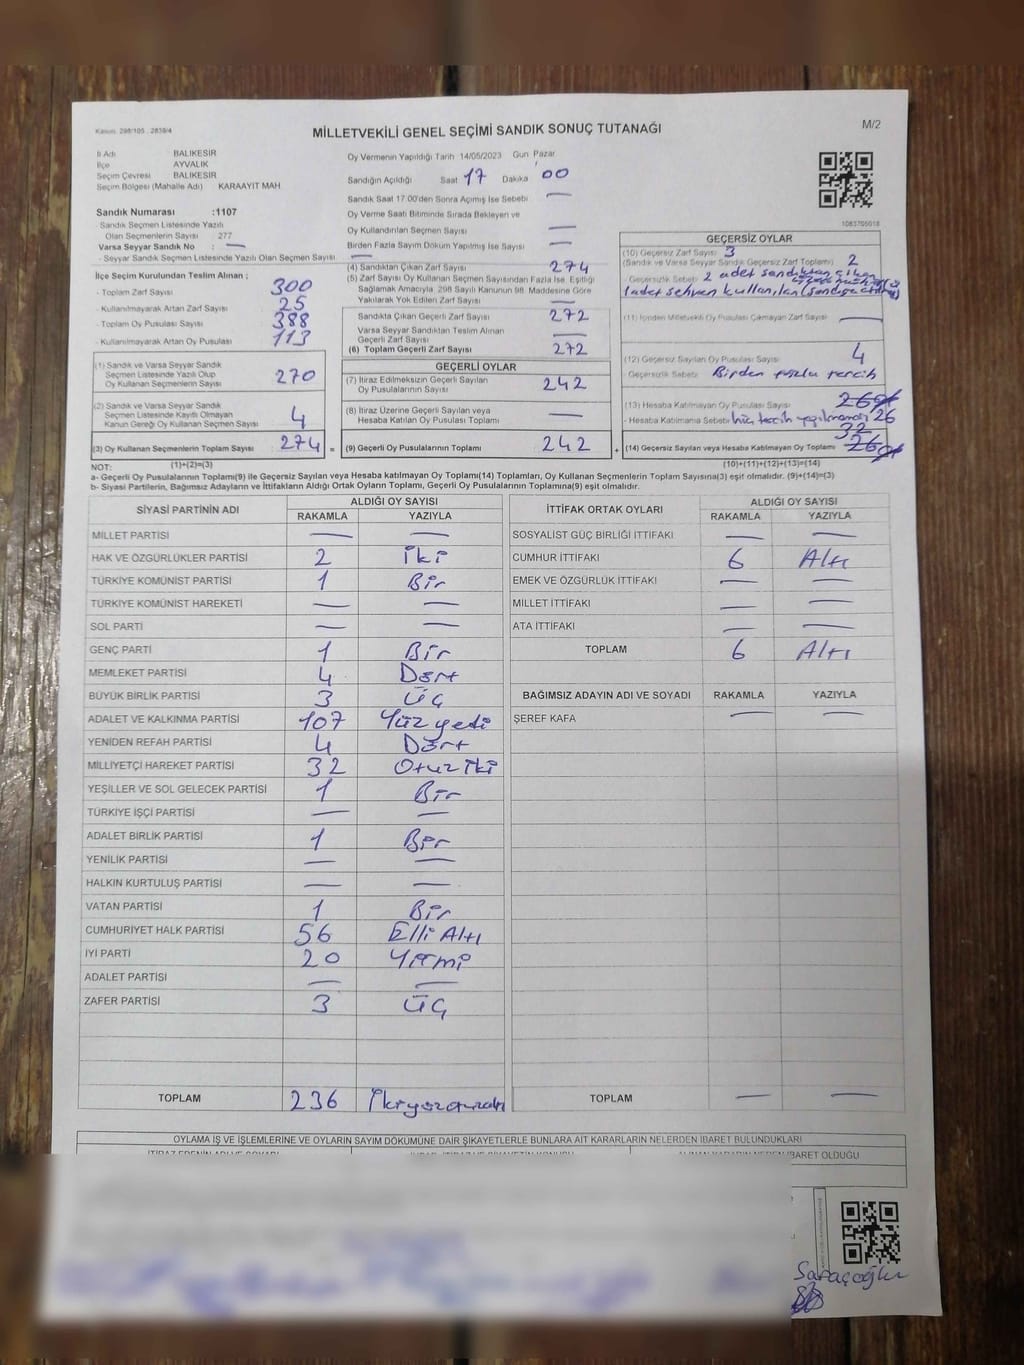 Kanun: 298/105 , 2839/4
M/2
MİLLETVEKİLİ GENEL SEÇİMİ SANDIK SONUÇ TUTANAĞI
İl Adı BALIKESİR
İlçe AYVALIK
Seçim Çevresi BALIKESİR
Seçim Bölgesi (Mahalle Adı) KARAAYIT MAH
Sandık Numarası :1107
Sandık Seçmen Listesinde Yazılı
Olan Seçmenlerin Sayısı 277
Varsa Seyyar Sandık No : —
- Seyyar Sandık Seçmen Listesinde Yazılı Olan Seçmen Sayısı —
Oy Vermenin Yapıldığı Tarih 14/05/2023 Gün Pazar
Sandığın Açıldığı Saat 17 Dakika 00
Sandık Saat 17.00'den Sonra Açımış İse Sebebi —
Oy Verme Saati Bitiminde Sırada Bekleyen ve
Oy Kullandırılan Seçmen Sayısı —
Birden Fazla Sayım Döküm Yapılmış İse Sayısı —
1083705018
İlçe Seçim Kurulundan Teslim Alınan ;
- Toplam Zarf Sayısı 300
- Kullanılmayarak Artan Zarf Sayısı 25
- Toplam Oy Pusulası Sayısı 388
- Kullanılmayarak Artan Oy Pusulası 113
(1) Sandık ve Varsa Seyyar Sandık
Seçmen Listesinde Yazılı Olup
Oy Kullanan Seçmenlerin Sayısı 270
(2) Sandık ve Varsa Seyyar Sandık
Seçmen Listesinde Kayıtlı Olmayan
Kanun Gereği Oy Kullanan Seçmen Sayısı 4
(3) Oy Kullanan Seçmenlerin Toplam Sayısı 274 =
(4) Sandıktan Çıkan Zarf Sayısı 274
(5) Zarf Sayısı Oy Kullanan Seçmen Sayısından Fazla İse, Eşitliği
Sağlamak Amacıyla, 298 Sayılı Kanunun 98. Maddesine Göre
Yakılarak Yok Edilen Zarf Sayısı —
Sandıkta Çıkan Geçerli Zarf Sayısı 272
Varsa Seyyar Sandıktan Teslim Alınan
Geçerli Zarf Sayısı —
(6) Toplam Geçerli Zarf Sayısı 272
GEÇERLİ OYLAR
(7) İtiraz Edilmeksizin Geçerli Sayılan
Oy Pusulalarının Sayısı 242
(8) İtiraz Üzerine Geçerli Sayılan veya
Hesaba Katılan Oy Pusulası Toplamı —
(9) Geçerli Oy Pusulalarının Toplamı 242 +
GEÇERSİZ OYLAR
(10) Geçersiz Zarf Sayısı 3
(Sandık ve Varsa Seyyar Sandık Geçersiz Zarf Toplamı) 2
- Geçersizlik Sebebi 2 adet sandıktan çıkan
1 adet sehven kullanılan
(11) İçinden Milletvekili Oy Pusulası Çıkmayan Zarf Sayısı —
(12) Geçersiz Sayılan Oy Pusulası Sayısı 4
- Geçersizlik Sebebi Birden fazla tercih
(13) Hesaba Katılmayan Oy Pusulası Sayısı
- Hesaba Katılmama Sebebi hiç tercih yapılmamış 26
(14) Geçersiz Sayılan veya Hesaba Katılmayan Oy Toplamı 32
NOT: (1)+(2)=(3) (10)+(11)+(12)+(13)=(14)
a- Geçerli Oy Pusulalarının Toplamı(9) ile Geçersiz Sayılan veya Hesaba katılmayan Oy Toplamı(14) Toplamları, Oy Kullanan Seçmenlerin Toplam Sayısına(3) eşit olmalıdır. (9)+(14)=(3)
b- Siyasi Partilerin, Bağımsız Adayların ve İttifakların Aldığı Ortak Oyların Toplamı, Geçerli Oy Pusulalarının Toplamına(9) eşit olmalıdır.
SİYASİ PARTİNİN ADI ALDIĞI OY SAYISI
RAKAMLA YAZIYLA
MİLLET PARTİSİ — —
HAK VE ÖZGÜRLÜKLER PARTİSİ 2 İki
TÜRKİYE KOMÜNİST PARTİSİ 1 Bir
TÜRKİYE KOMÜNİST HAREKETİ — —
SOL PARTİ — —
GENÇ PARTİ 1 Bir
MEMLEKET PARTİSİ 4 Dört
BÜYÜK BİRLİK PARTİSİ 3 Üç
ADALET VE KALKINMA PARTİSİ 107 Yüz yedi
YENİDEN REFAH PARTİSİ 4 Dört
MİLLİYETÇİ HAREKET PARTİSİ 32 Otuz iki
YEŞİLLER VE SOL GELECEK PARTİSİ 1 Bir
TÜRKİYE İŞÇİ PARTİSİ — —
ADALET BİRLİK PARTİSİ 1 Bir
YENİLİK PARTİSİ — —
HALKIN KURTULUŞ PARTİSİ — —
VATAN PARTİSİ 1 Bir
CUMHURİYET HALK PARTİSİ 56 Elli Altı
İYİ PARTİ 20 Yirmi
ADALET PARTİSİ — —
ZAFER PARTİSİ 3 Üç
TOPLAM 236 İkiyüzotuzaltı
İTTİFAK ORTAK OYLARI ALDIĞI OY SAYISI
RAKAMLA YAZIYLA
SOSYALİST GÜÇ BİRLİĞİ İTTİFAKI — —
CUMHUR İTTİFAKI 6 Altı
EMEK VE ÖZGÜRLÜK İTTİFAKI — —
MİLLET İTTİFAKI — —
ATA İTTİFAKI — —
TOPLAM 6 Altı
BAĞIMSIZ ADAYIN ADI VE SOYADI RAKAMLA YAZIYLA
ŞEREF KAFA — —
TOPLAM — —
OYLAMA İŞ VE İŞLEMLERİNE VE OYLARIN SAYIM DÖKÜMÜNE DAİR ŞİKAYETLERLE BUNLARA AİT KARARLARIN NELERDEN İBARET BULUNDUKLARI
İTİRAZ EDENİN ADI VE SOYADI
ALINAN KARARIN NEDEN İBARET OLDUĞU
Saraçoğlu